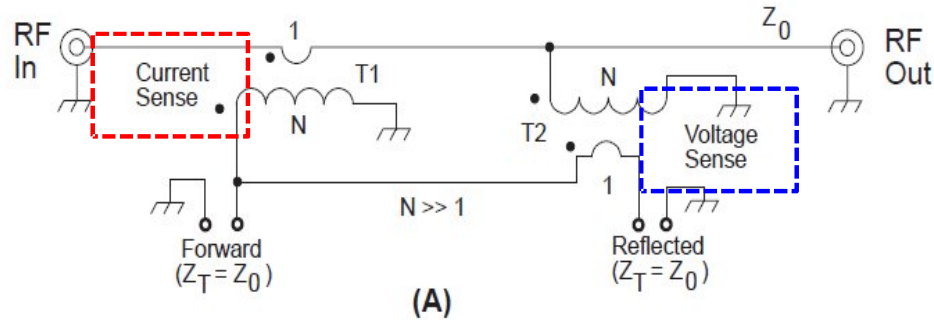 RF
In
1
Z0
RF
Out
Current
Sense
T1
N
N
T2
Voltage
Sense
1
N >> 1
Forward
(ZT = Z0)
Reflected
(ZT = Z0)
(A)